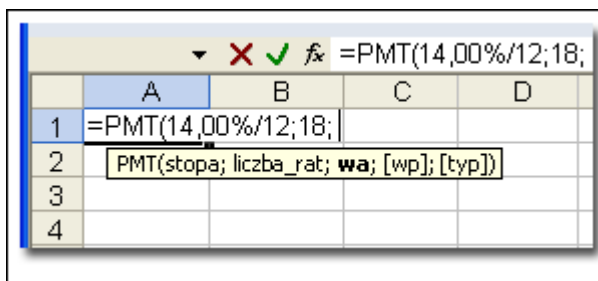 fx =PMT(14,00%/12;18;
A B C D
1 =PMT(14,00%/12;18;
2 PMT(stopa; liczba_rat; wa; [wp]; [typ])
3
4